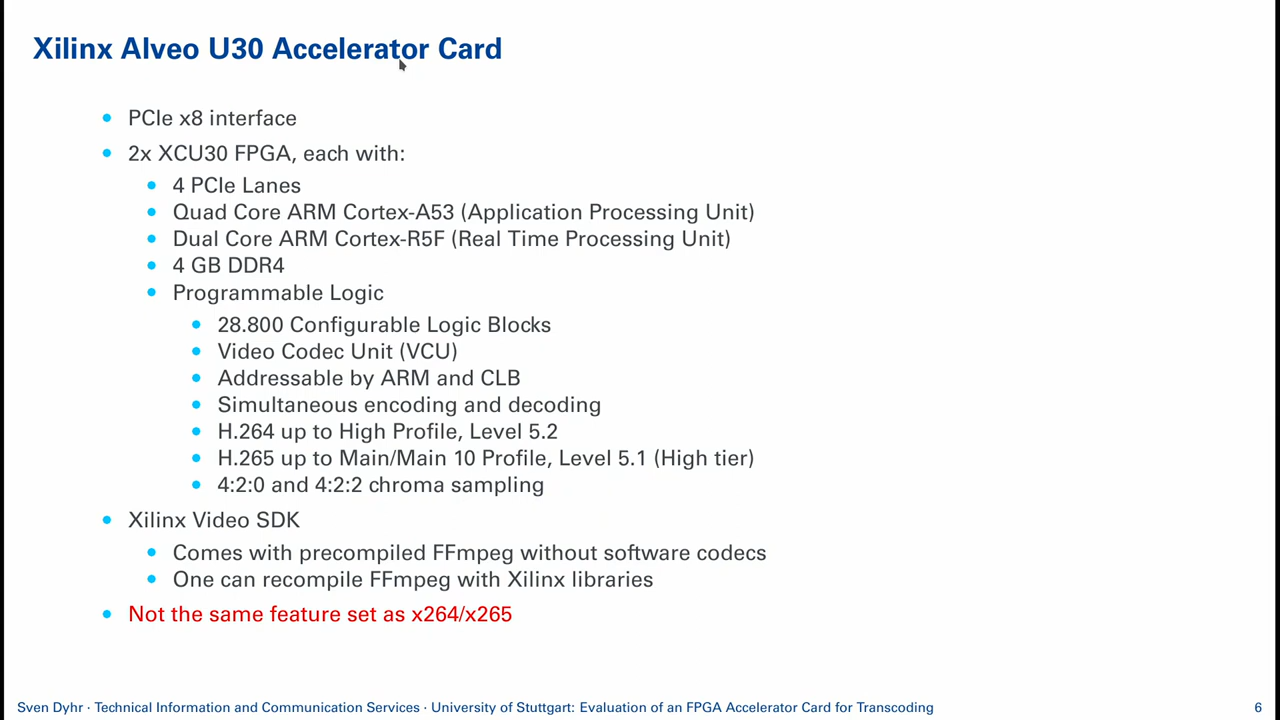 Xilinx Alveo U30 Accelerator Card
• PCIe x8 interface
• 2x XCU30 FPGA, each with:
• 4 PCIe Lanes
• Quad Core ARM Cortex-A53 (Application Processing Unit)
• Dual Core ARM Cortex-R5F (Real Time Processing Unit)
• 4 GB DDR4
• Programmable Logic
• 28.800 Configurable Logic Blocks
• Video Codec Unit (VCU)
• Addressable by ARM and CLB
• Simultaneous encoding and decoding
• H.264 up to High Profile, Level 5.2
• H.265 up to Main/Main 10 Profile, Level 5.1 (High tier)
• 4:2:0 and 4:2:2 chroma sampling
• Xilinx Video SDK
• Comes with precompiled FFmpeg without software codecs
• One can recompile FFmpeg with Xilinx libraries
• Not the same feature set as x264/x265
Sven Dyhr · Technical Information and Communication Services · University of Stuttgart: Evaluation of an FPGA Accelerator Card for Transcoding 6